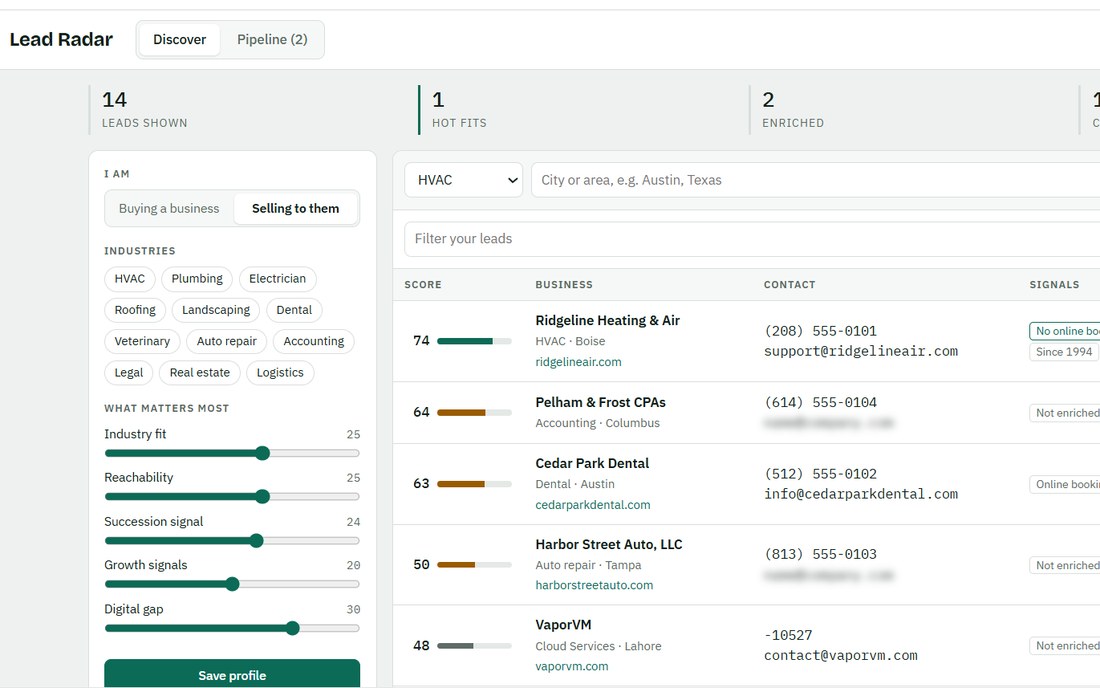 Lead Radar
Discover
Pipeline (2)
14
LEADS SHOWN
1
HOT FITS
2
ENRICHED
I AM
Buying a business
Selling to them
INDUSTRIES
HVAC
Plumbing
Electrician
Roofing
Landscaping
Dental
Veterinary
Auto repair
Accounting
Legal
Real estate
Logistics
WHAT MATTERS MOST
Industry fit 25
Reachability 25
Succession signal 24
Growth signals 20
Digital gap 30
Save profile
HVAC
City or area, e.g. Austin, Texas
Filter your leads
SCORE BUSINESS CONTACT SIGNALS
74
Ridgeline Heating & Air
HVAC · Boise
ridgelineair.com
(208) 555-0101
support@ridgelineair.com
No online
Since 1994
64
Pelham & Frost CPAs
Accounting · Columbus
(614) 555-0104
Not enriched
63
Cedar Park Dental
Dental · Austin
cedarparkdental.com
(512) 555-0102
info@cedarparkdental.com
Online
50
Harbor Street Auto, LLC
Auto repair · Tampa
harborstreetauto.com
(813) 555-0103
Not enriched
48
VaporVM
Cloud Services · Lahore
vaporvm.com
-10527
contact@vaporvm.com
Not enriched